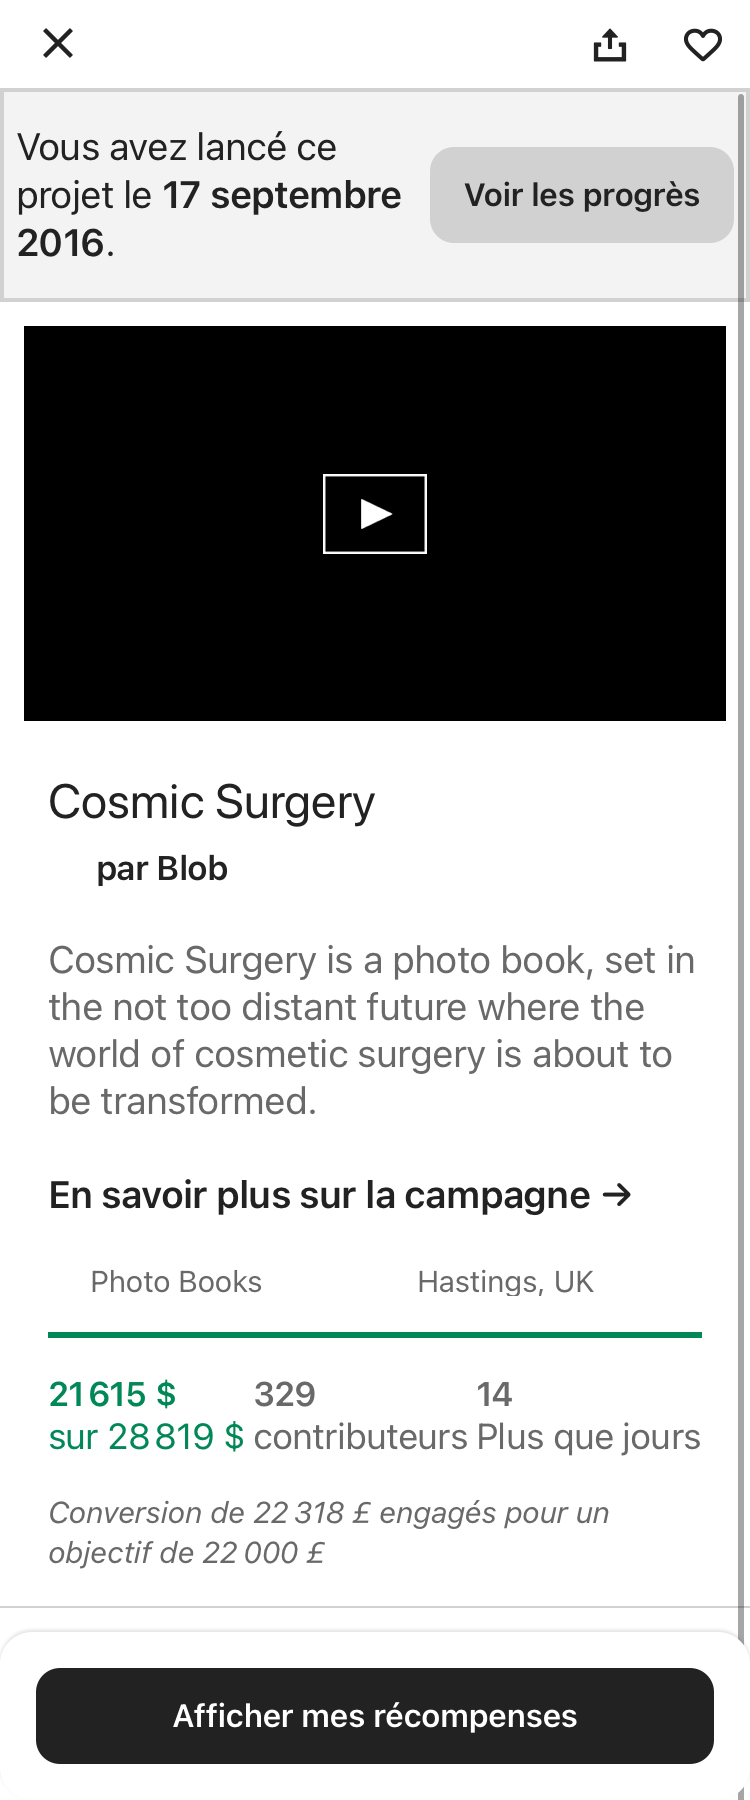 Vous avez lancé ce
projet le 17 septembre
2016.
Voir les progrès
Cosmic Surgery
par Blob
Cosmic Surgery is a photo book, set in
the not too distant future where the
world of cosmetic surgery is about to
be transformed.
En savoir plus sur la campagne →
Photo Books
Hastings, UK
21 615 $
sur 28 819 $
329
contributeurs
14
Plus que jours
Conversion de 22 318 £ engagés pour un
objectif de 22 000 £
Afficher mes récompenses